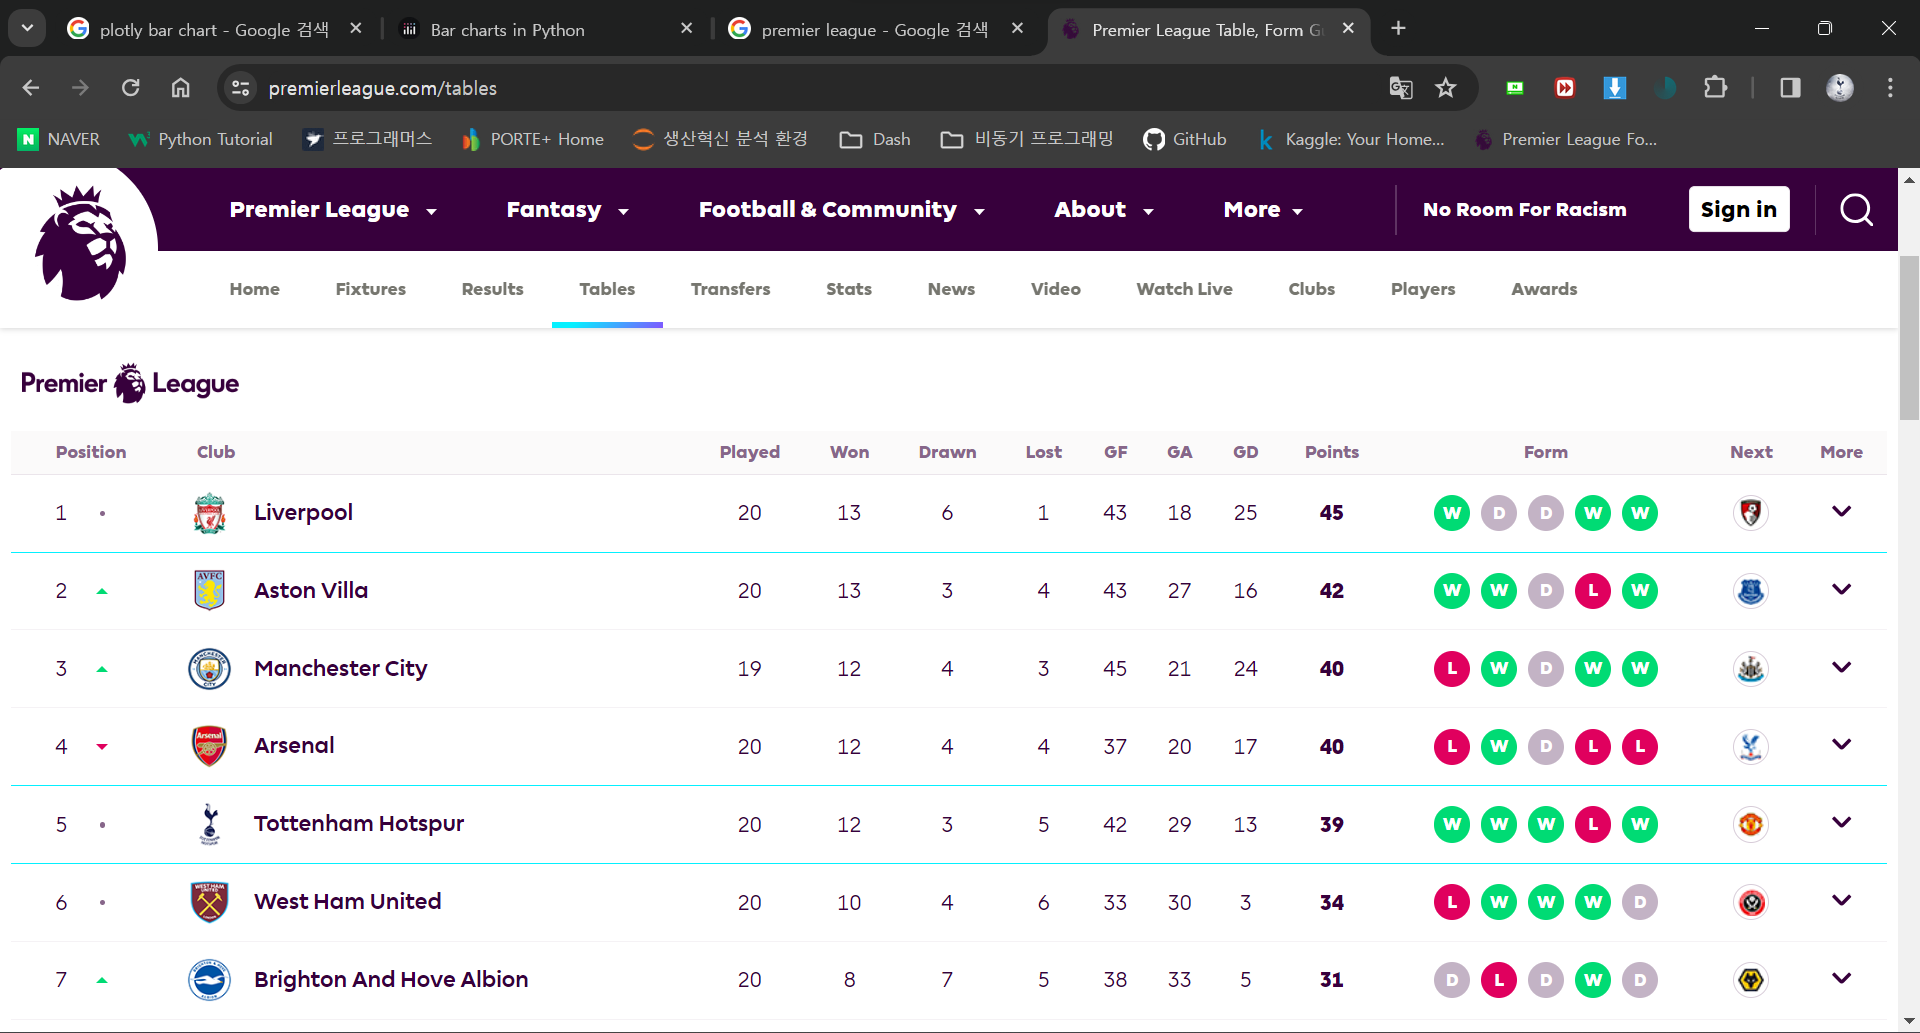 plotly bar chart - Google 검색
Bar charts in Python
premier league - Google 검색
Premier League Table, Form G
premierleague.com/tables
NAVER
Python Tutorial
프로그래머스
PORTE+ Home
생산혁신 분석 환경
Dash
비동기 프로그래밍
GitHub
Kaggle: Your Home...
Premier League Fo...
Premier League
Fantasy
Football & Community
About
More
No Room For Racism
Sign in
Home
Fixtures
Results
Tables
Transfers
Stats
News
Video
Watch Live
Clubs
Players
Awards
Premier League
Position Club Played Won Drawn Lost GF GA GD Points Form Next More
1 Liverpool 20 13 6 1 43 18 25 45 W D D W W
2 Aston Villa 20 13 3 4 43 27 16 42 W W D L W
3 Manchester City 19 12 4 3 45 21 24 40 L W D W W
4 Arsenal 20 12 4 4 37 20 17 40 L W D L L
5 Tottenham Hotspur 20 12 3 5 42 29 13 39 W W W L W
6 West Ham United 20 10 4 6 33 30 3 34 L W W W D
7 Brighton And Hove Albion 20 8 7 5 38 33 5 31 D L D W D